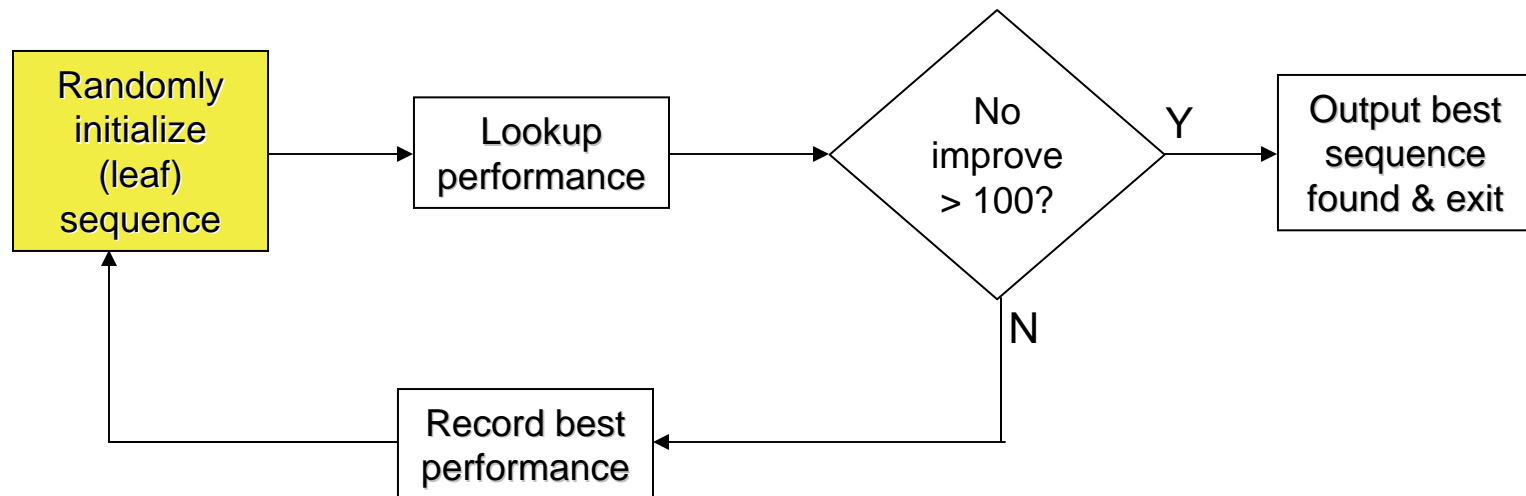 Randomly
initialize
(leaf)
sequence
Lookup
performance
No
improve
> 100?
Y
Output best
sequence
found & exit
N
Record best
performance